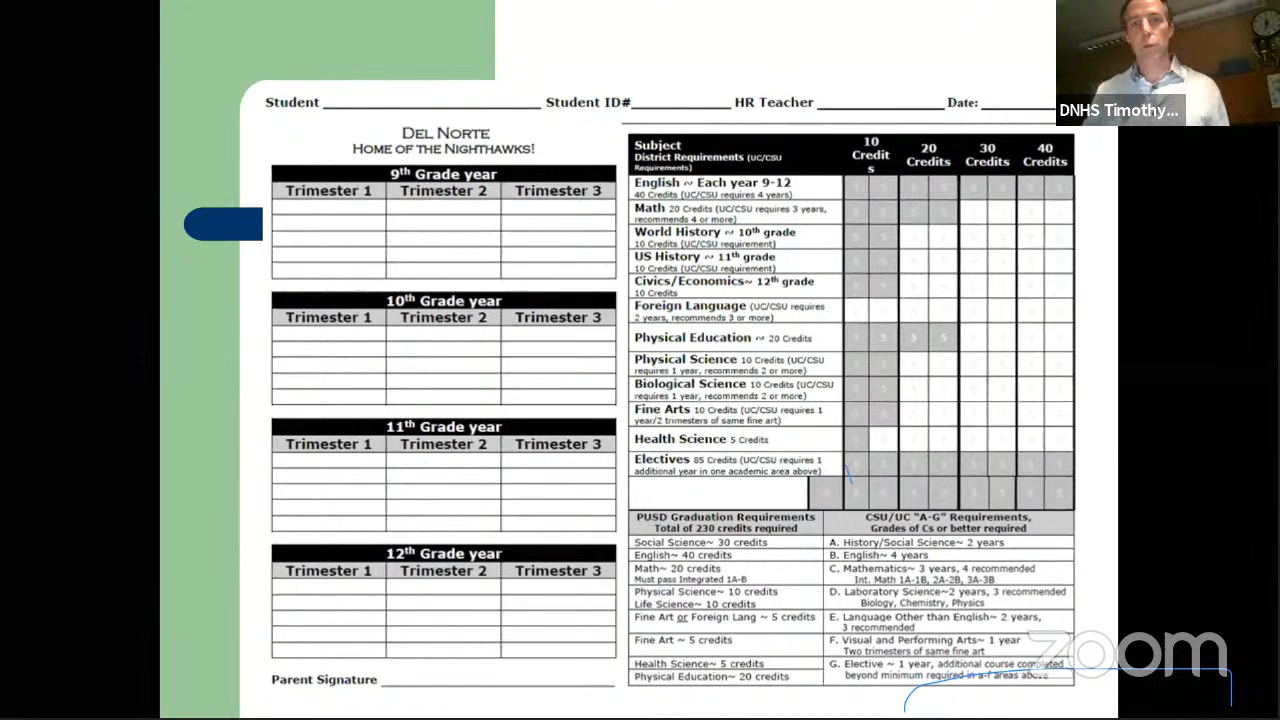 Student Student ID# HR Teacher Date:
DEL NORTE
HOME OF THE NIGHTHAWKS!
9th Grade year
Trimester 1 Trimester 2 Trimester 3
10th Grade year
Trimester 1 Trimester 2 Trimester 3
11th Grade year
Trimester 1 Trimester 2 Trimester 3
12th Grade year
Trimester 1 Trimester 2 Trimester 3
Parent Signature
Subject
District Requirements (UC/CSU
Requirements)
10
Credit
s
20
Credits
30
Credits
40
Credits
English ~ Each year 9-12
40 Credits (UC/CSU requires 4 years)
Math 20 Credits (UC/CSU requires 3 years,
recommends 4 or more)
World History ~ 10th grade
10 Credits (UC/CSU requirement)
US History ~ 11th grade
10 Credits (UC/CSU requirement)
Civics/Economics~ 12th grade
10 Credits
Foreign Language (UC/CSU requires
2 years, recommends 3 or more)
Physical Education ~ 20 Credits
5 5 5
Physical Science 10 Credits (UC/CSU
requires 1 year, recommends 2 or more)
Biological Science 10 Credits (UC/CSU
requires 1 year, recommends 2 or more)
Fine Arts 10 Credits (UC/CSU requires 1
year/2 trimesters of same fine art)
Health Science 5 Credits
Electives 85 Credits (UC/CSU requires 1
additional year in one academic area above)
PUSD Graduation Requirements
Total of 230 credits required
Social Science~ 30 credits
English~ 40 credits
Math~ 20 credits
Must pass Integrated 1A-B
Physical Science~ 10 credits
Life Science~ 10 credits
Fine Art or Foreign Lang ~ 5 credits
Fine Art ~ 5 credits
Health Science~ 5 credits
Physical Education~ 20 credits
CSU/UC "A-G" Requirements,
Grades of Cs or better required
A. History/Social Science~ 2 years
B. English~ 4 years
C. Mathematics~ 3 years, 4 recommended
Int. Math 1A-1B, 2A-2B, 3A-3B
D. Laboratory Science~2 years, 3 recommended
Biology, Chemistry, Physics
E. Language Other than English~ 2 years,
3 recommended
F. Visual and Performing Arts~ 1 year
Two trimesters of same fine art
G. Elective ~ 1 year, additional course completed
beyond minimum required in a-f areas above
DNHS Timothy...
zoom